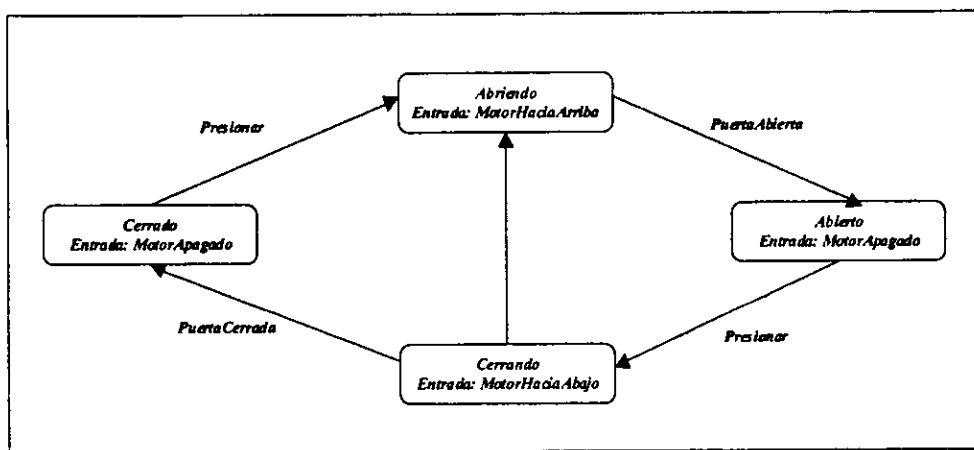 Abriendo
Entrada: MotorHaciaArriba
Presionar
PuertaAbierta
Cerrado
Entrada: MotorApagado
Abierto
Entrada: MotorApagado
PuertaCerrada
Presionar
Cerrando
Entrada: MotorHaciaAbajo